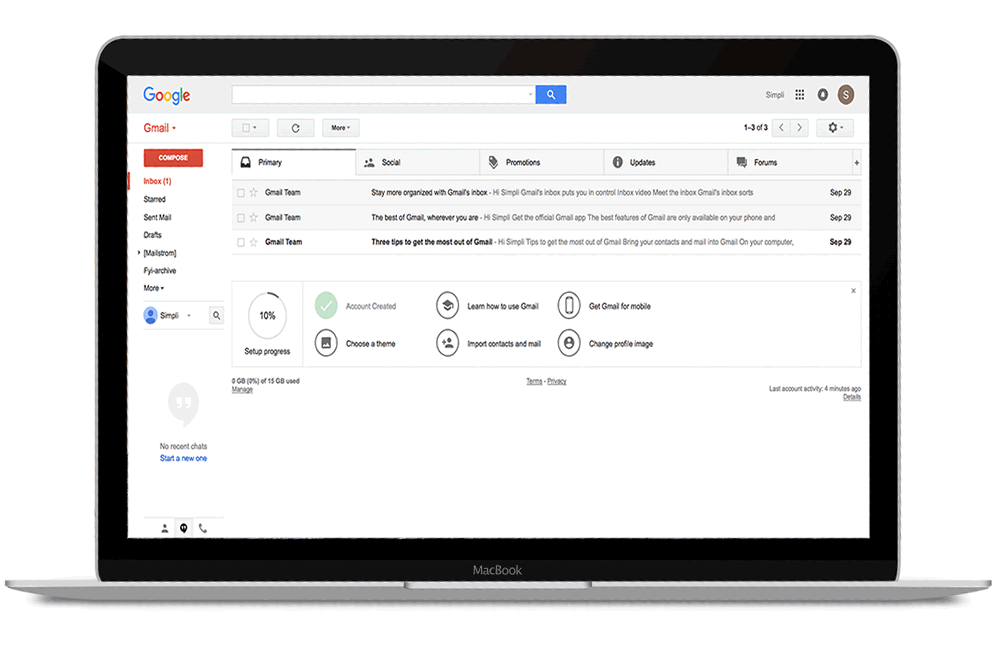 Google
Simpli
S
Gmail
More
1–3 of 3
COMPOSE
Primary
Social
Promotions
Updates
Forums
+
Inbox (1)
Starred
Sent Mail
Drafts
[Mailstrom]
Fyi-archive
More
Gmail Team Stay more organized with Gmail's inbox - Hi Simpli Gmail's inbox puts you in control Inbox video Meet the inbox Gmail's inbox sorts Sep 29
Gmail Team The best of Gmail, wherever you are - Hi Simpli Get the official Gmail app The best features of Gmail are only available on your phone and Sep 29
Gmail Team Three tips to get the most out of Gmail - Hi Simpli Tips to get the most out of Gmail Bring your contacts and mail into Gmail On your computer, Sep 29
Simpli
10%
Setup progress
Account Created
Learn how to use Gmail
Get Gmail for mobile
Choose a theme
Import contacts and mail
Change profile image
0 GB (0%) of 15 GB used
Manage
Terms - Privacy
Last account activity: 4 minutes ago
Details
No recent chats
Start a new one
MacBook